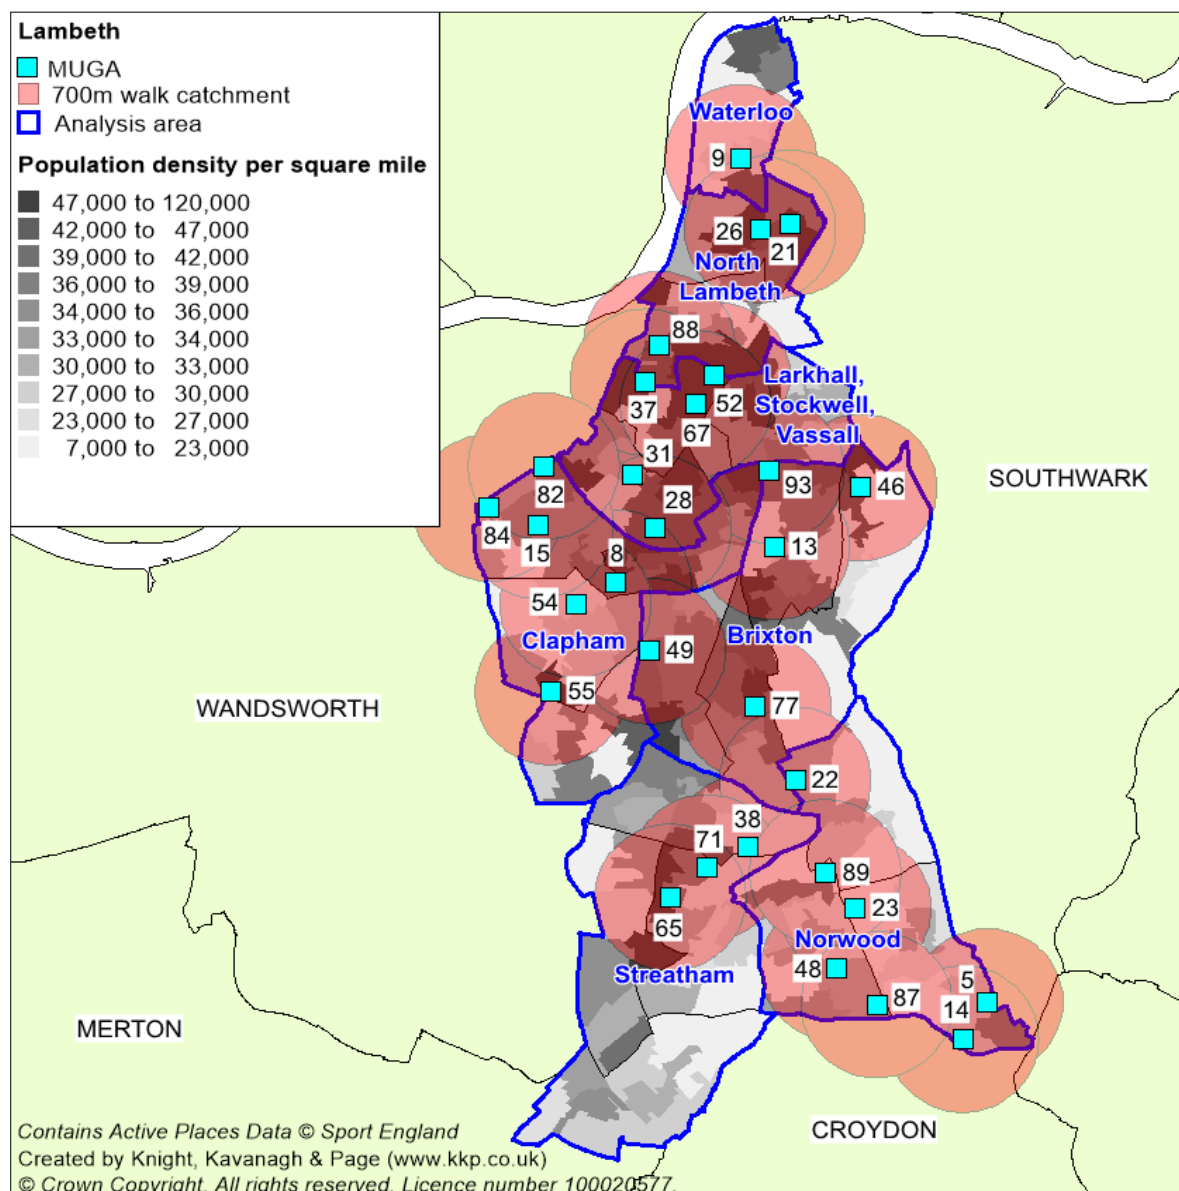 Lambeth
MUGA
700m walk catchment
Analysis area
Population density per square mile
47,000 to 120,000
42,000 to 47,000
39,000 to 42,000
36,000 to 39,000
34,000 to 36,000
33,000 to 34,000
30,000 to 33,000
27,000 to 30,000
23,000 to 27,000
7,000 to 23,000
Waterloo
9
26
21
North
Lambeth
88
37
52
67
Larkhall,
Stockwell,
Vassall
31
28
93
46
SOUTHWARK
82
84
15
8
13
54
Clapham
49
Brixton
55
WANDSWORTH
77
22
38
71
65
89
23
Norwood
48
87
5
14
Streatham
MERTON
CROYDON
Contains Active Places Data © Sport England
Created by Knight, Kavanagh & Page (www.kkp.co.uk)
© Crown Copyright. All rights reserved. Licence number 100020577.